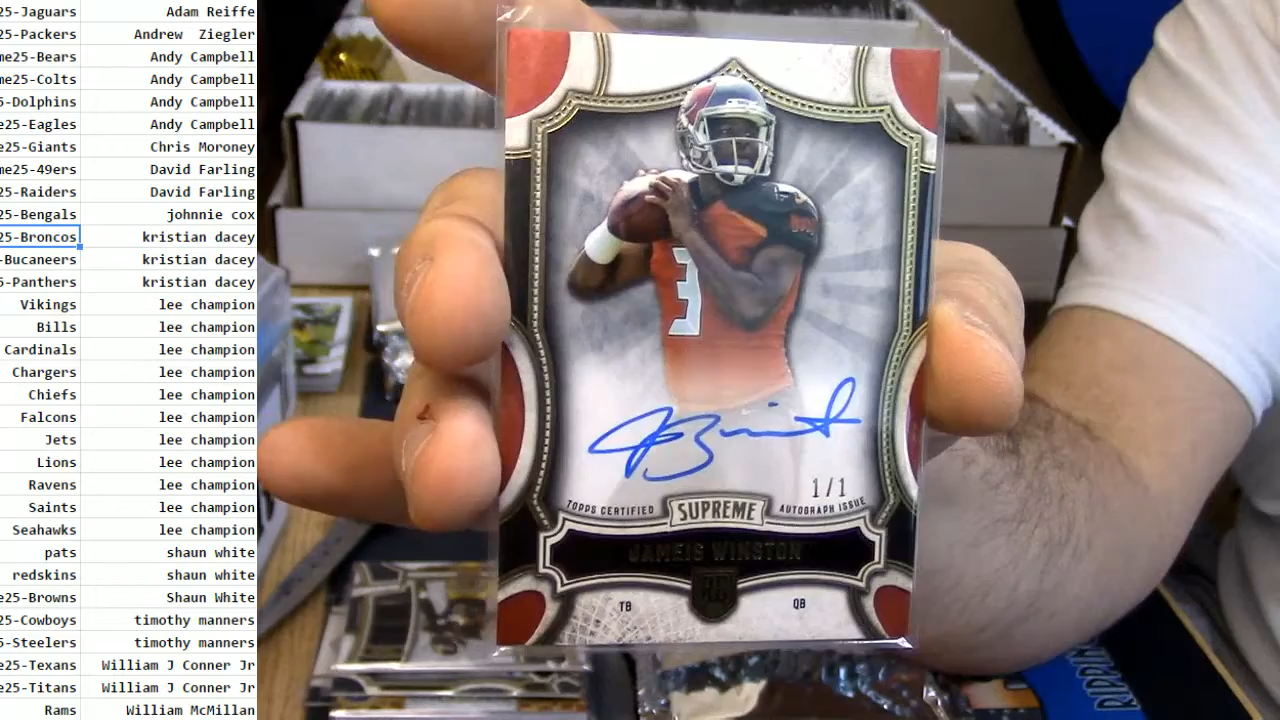 25-Jaguars Adam Reiffe
25-Packers Andrew Ziegler
me25-Bears Andy Campbell
me25-Colts Andy Campbell
5-Dolphins Andy Campbell
e25-Eagles Andy Campbell
e25-Giants Chris Moroney
me25-49ers David Farling
25-Raiders David Farling
25-Bengals johnnie cox
25-Broncos kristian dacey
-Bucaneers kristian dacey
5-Panthers kristian dacey
Vikings lee champion
Bills lee champion
Cardinals lee champion
Chargers lee champion
Chiefs lee champion
Falcons lee champion
Jets lee champion
Lions lee champion
Ravens lee champion
Saints lee champion
Seahawks lee champion
pats shaun white
redskins shaun white
e25-Browns Shaun White
25-Cowboys timothy manners
5-Steelers timothy manners
e25-Texans William J Conner Jr
e25-Titans William J Conner Jr
Rams William McMillan
3
1/1
TOPPS CERTIFIED SUPREME AUTOGRAPH ISSUE
JAMEIS WINSTON
TB QB